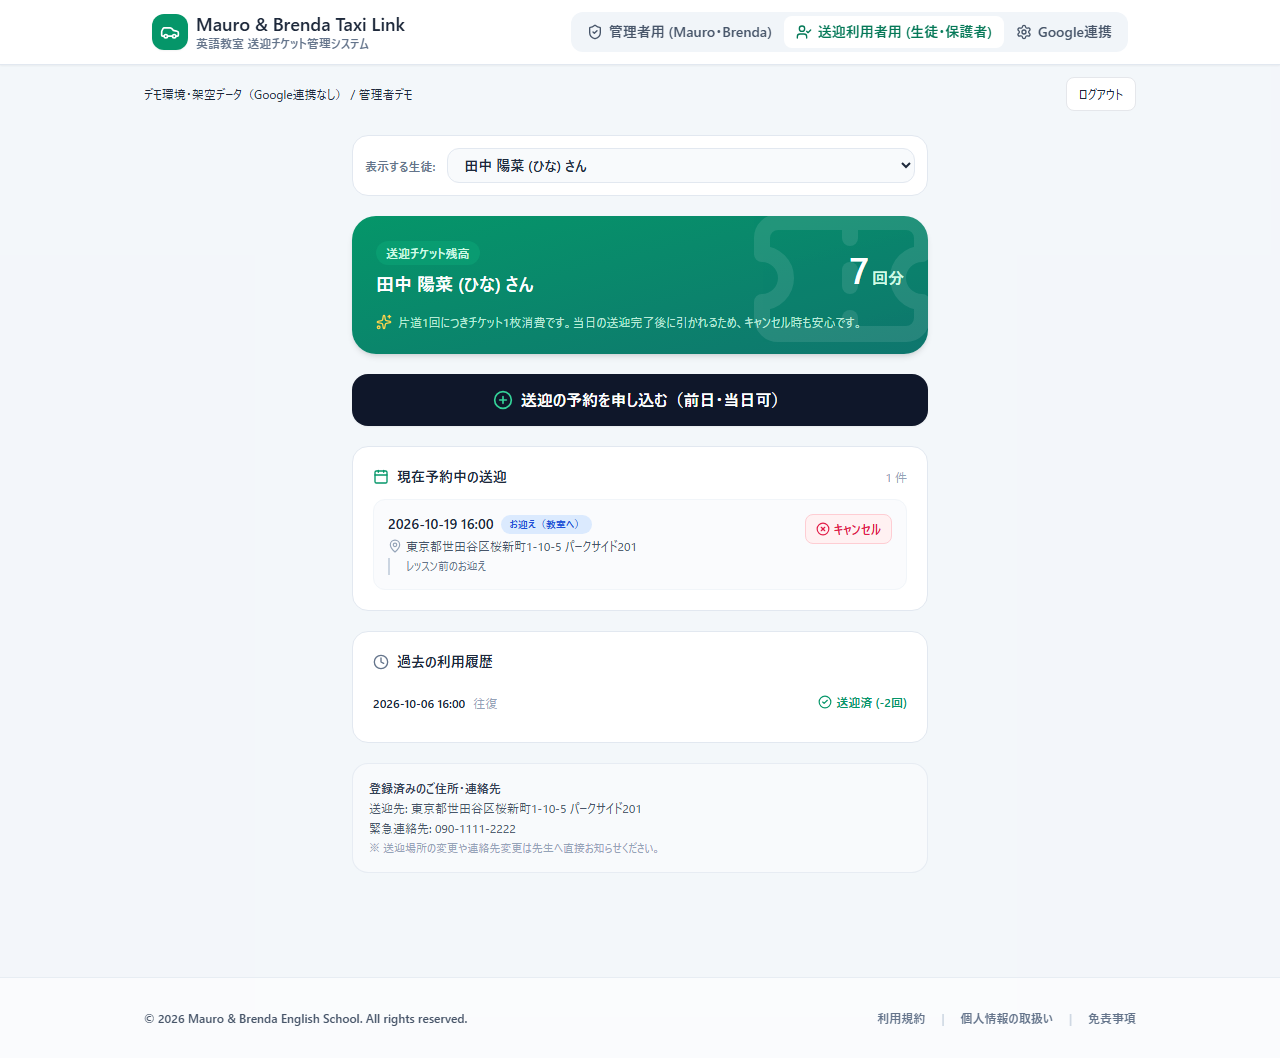 Mauro & Brenda Taxi Link
英語教室 送迎チケット管理システム
管理者用 (Mauro・Brenda)
送迎利用者用 (生徒・保護者)
Google連携
デモ環境・架空データ（Google連携なし） / 管理者デモ
ログアウト
表示する生徒:
田中 陽菜 (ひな) さん
送迎チケット残高
田中 陽菜 (ひな) さん
7 回分
片道1回につきチケット1枚消費です。当日の送迎完了後に引かれるため、キャンセル時も安心です。
送迎の予約を申し込む（前日・当日可）
現在予約中の送迎
1 件
2026-10-19 16:00 お迎え（教室へ）
キャンセル
東京都世田谷区桜新町1-10-5 パークサイド201
レッスン前のお迎え
過去の利用履歴
2026-10-06 16:00 往復
送迎済 (-2回)
登録済みのご住所・連絡先
送迎先: 東京都世田谷区桜新町1-10-5 パークサイド201
緊急連絡先: 090-1111-2222
※ 送迎場所の変更や連絡先変更は先生へ直接お知らせください。
© 2026 Mauro & Brenda English School. All rights reserved.
利用規約 | 個人情報の取扱い | 免責事項